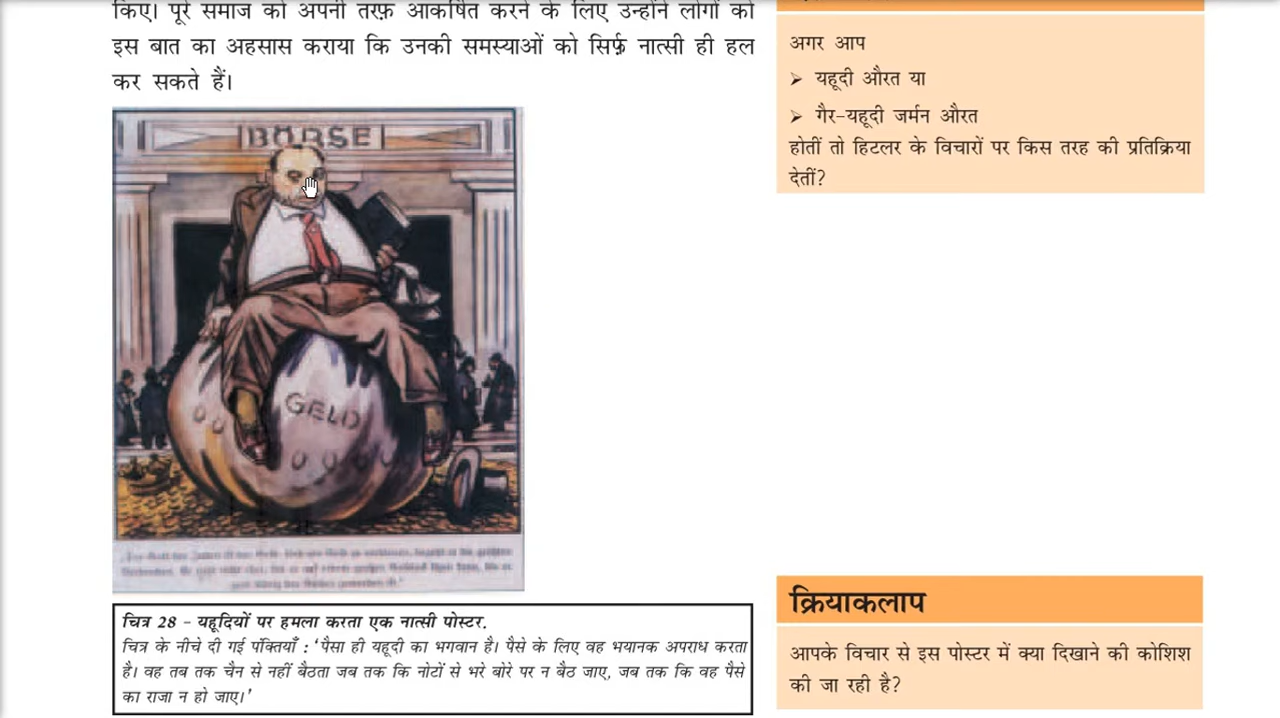 किए। पूरे समाज को अपनी तरफ़ आकर्षित करने के लिए उन्होंने लोगों को
इस बात का अहसास कराया कि उनकी समस्याओं को सिर्फ़ नात्सी ही हल
कर सकते हैं।
BÖRSE
GELD
चित्र 28 – यहूदियों पर हमला करता एक नात्सी पोस्टर.
चित्र के नीचे दी गई पंक्तियाँ : ‘पैसा ही यहूदी का भगवान है। पैसे के लिए वह भयानक अपराध करता
है। वह तब तक चैन से नहीं बैठता जब तक कि नोटों से भरे बोरे पर न बैठ जाए, जब तक कि वह पैसे
का राजा न हो जाए।’
अगर आप
➢ यहूदी औरत या
➢ गैर-यहूदी जर्मन औरत
होतीं तो हिटलर के विचारों पर किस तरह की प्रतिक्रिया
देतीं?
क्रियाकलाप
आपके विचार से इस पोस्टर में क्या दिखाने की कोशिश
की जा रही है?